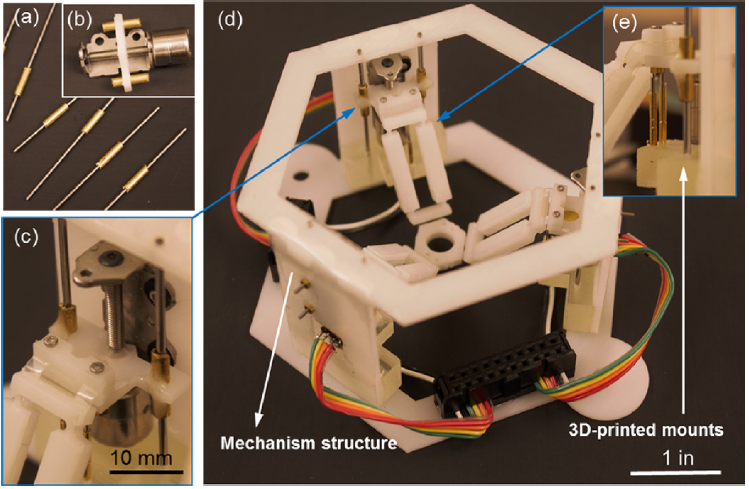 (a)
(b)
(c)
(d)
(e)
10 mm
Mechanism structure
3D-printed mounts
1 in